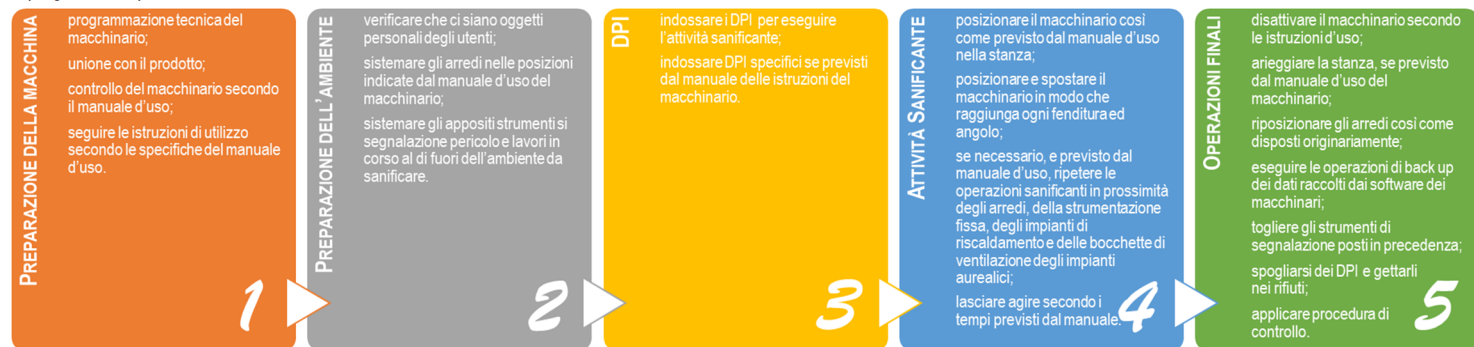 PREPARAZIONE DELLA MACCHINA
programmazione tecnica del
macchinario;
unione con il prodotto;
controllo del macchinario secondo
il manuale d'uso;
seguire le istruzioni di utilizzo
secondo le specifiche del manuale
d'uso.
1
PREPARAZIONE DELL'AMBIENTE
verificare che ci siano oggetti
personali degli utenti;
sistemare gli arredi nelle posizioni
indicate dal manuale d'uso del
macchinario;
sistemare gli appositi strumenti si
segnalazione pericolo e lavori in
corso al di fuori dell'ambiente da
sanificare.
2
DPI
indossare i DPI per eseguire
l'attività sanificante;
indossare DPI specifici se previsti
dal manuale delle istruzioni del
macchinario.
3
ATTIVITÀ SANIFICANTE
posizionare il macchinario così
come previsto dal manuale d'uso
nella stanza;
posizionare e spostare il
macchinario in modo che
raggiunga ogni fenditura ed
angolo;
se necessario, e previsto dal
manuale d'uso, ripetere le
operazioni sanificanti in prossimità
degli arredi, della strumentazione
fissa, degli impianti di
riscaldamento e delle bocchette di
ventilazione degli impianti
aurealici;
lasciare agire secondo i
tempi previsti dal manuale.
4
OPERAZIONI FINALI
disattivare il macchinario secondo
le istruzioni d'uso;
arieggiare la stanza, se previsto
dal manuale d'uso del
macchinario;
riposizionare gli arredi così come
disposti originariamente;
eseguire le operazioni di back up
dei dati raccolti dai software dei
macchinari;
togliere gli strumenti di
segnalazione posti in precedenza;
spogliarsi dei DPI e gettarli
nei rifiuti;
applicare procedura di
controllo.
5